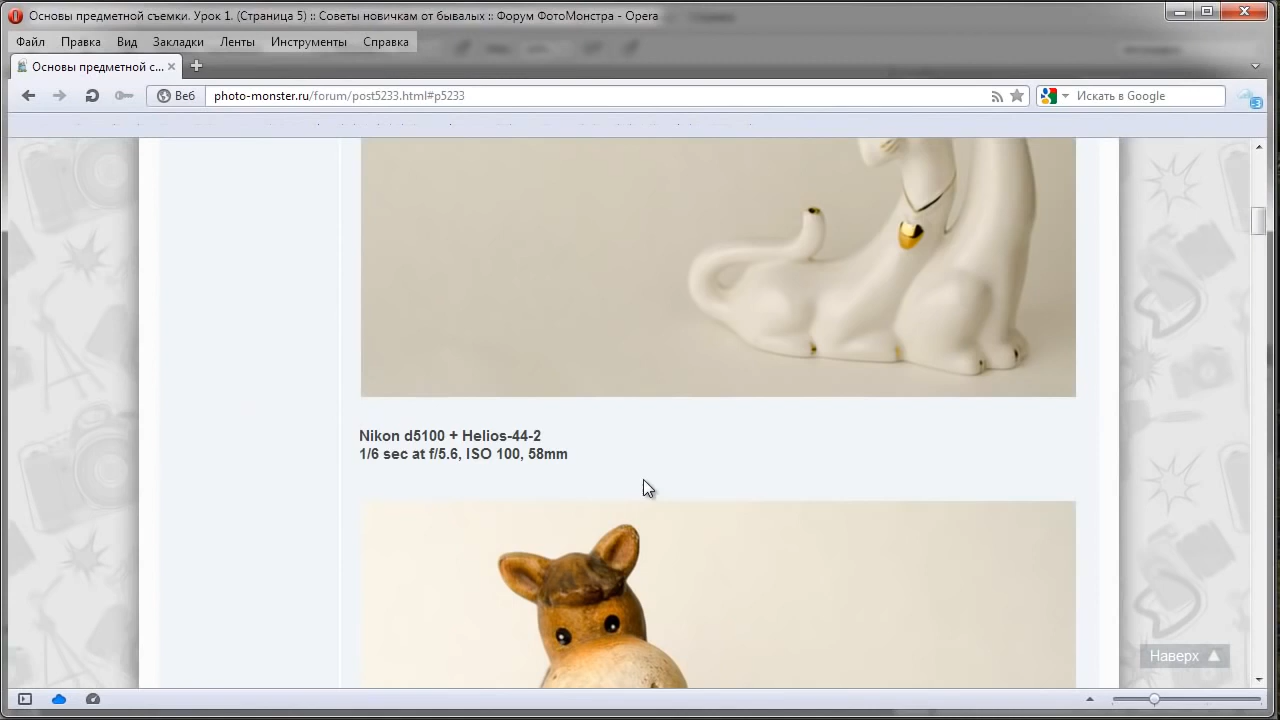 Основы предметной съемки. Урок 1. (Страница 5) :: Советы новичкам от бывалых :: Форум ФотоМонстра - Opera
Файл Правка Вид Закладки Ленты Инструменты Справка
Основы предметной с...
Веб photo-monster.ru/forum/post5233.html#p5233 Искать в Google
-3
Nikon d5100 + Helios-44-2
1/6 sec at f/5.6, ISO 100, 58mm
Наверх